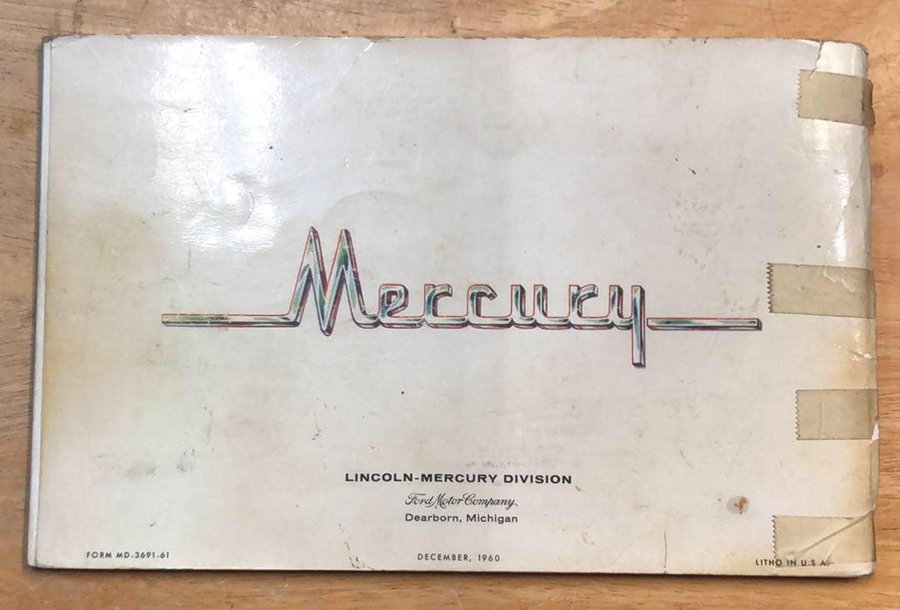 Mercury
LINCOLN-MERCURY DIVISION
Ford Motor Company,
Dearborn, Michigan
FORM MD-3691-61
DECEMBER, 1960
LITHO IN U.S.A.